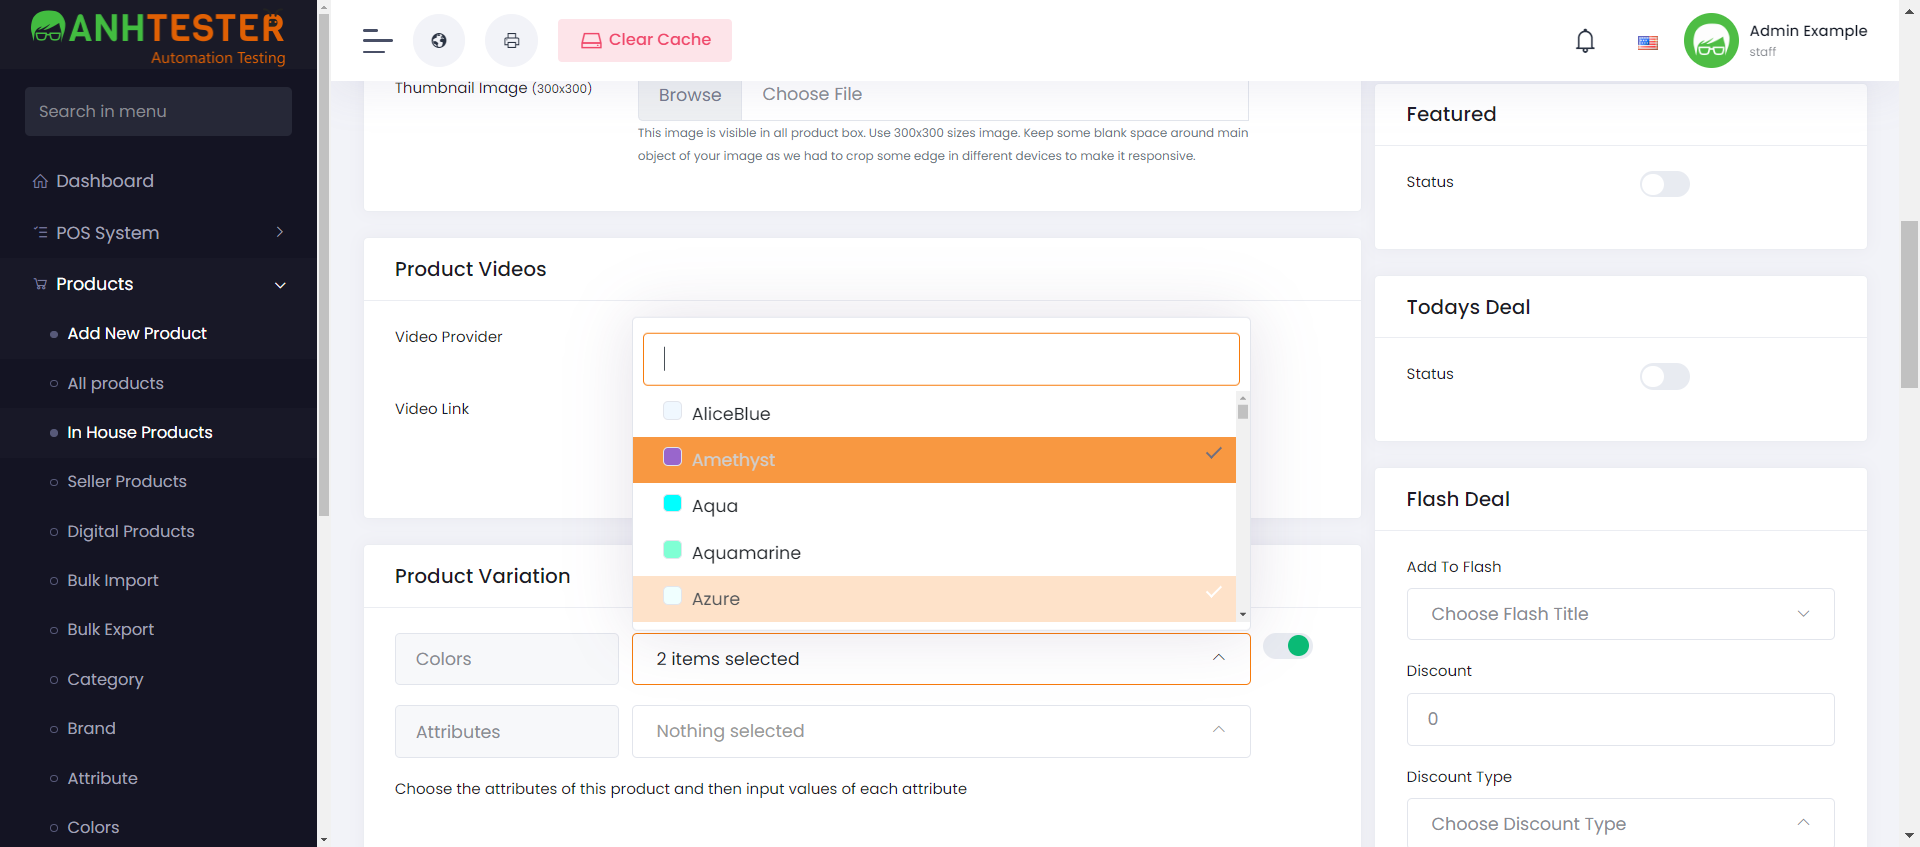 ANHTESTER
Automation Testing
Search in menu
Dashboard
POS System
Products
Add New Product
All products
In House Products
Seller Products
Digital Products
Bulk Import
Bulk Export
Category
Brand
Attribute
Colors
Clear Cache
Admin Example
staff
Thumbnail Image (300x300)
Browse
Choose File
This image is visible in all product box. Use 300x300 sizes image. Keep some blank space around main
object of your image as we had to crop some edge in different devices to make it responsive.
Product Videos
Video Provider
Video Link
AliceBlue
Amethyst
Aqua
Aquamarine
Azure
Product Variation
Colors
2 items selected
Attributes
Nothing selected
Choose the attributes of this product and then input values of each attribute
Featured
Status
Todays Deal
Status
Flash Deal
Add To Flash
Choose Flash Title
Discount
0
Discount Type
Choose Discount Type